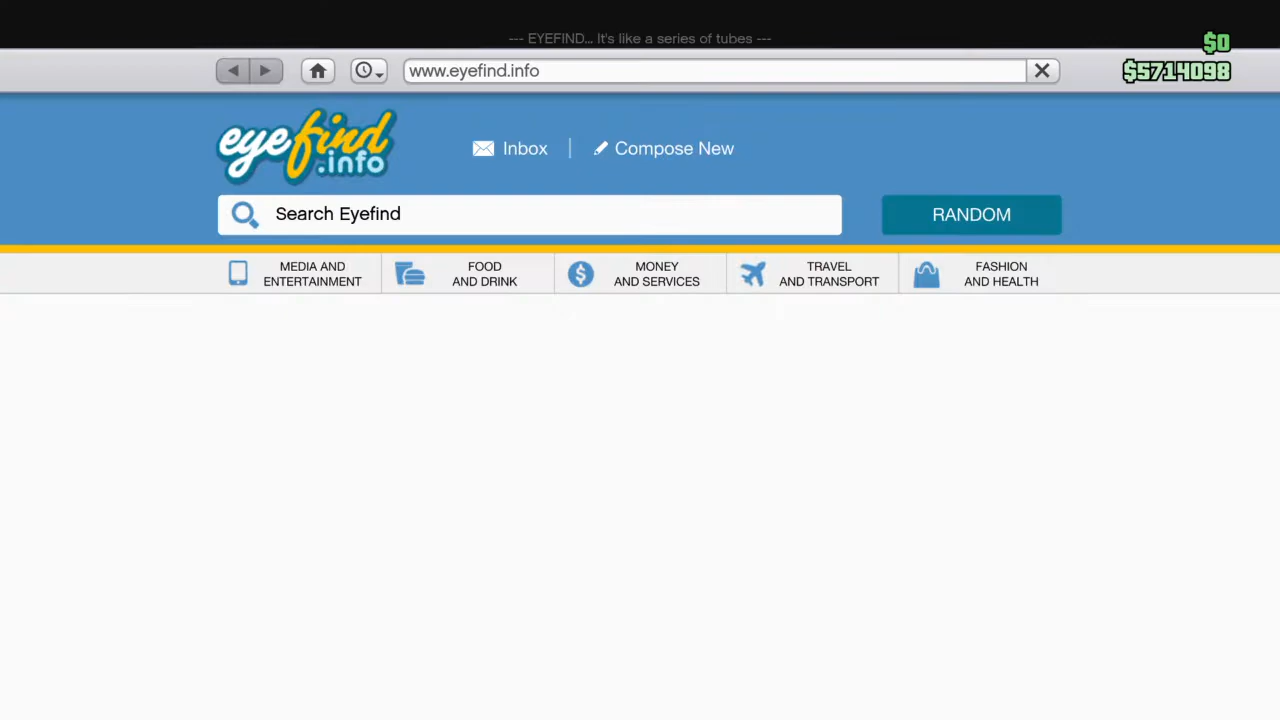 --- EYEFIND... It's like a series of tubes ---
$0
www.eyefind.info
$5714098
eyefind.info
Inbox
Compose New
Search Eyefind
RANDOM
MEDIA AND
ENTERTAINMENT
FOOD
AND DRINK
MONEY
AND SERVICES
TRAVEL
AND TRANSPORT
FASHION
AND HEALTH